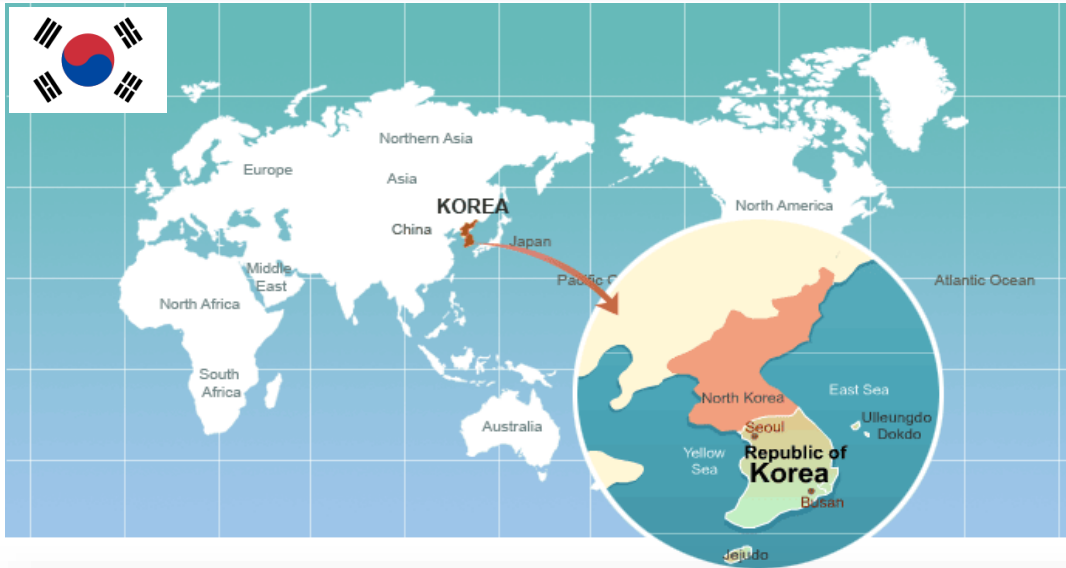 Northern Asia
Europe
Asia
KOREA
North America
China
Japan
Middle
East
Pacific O
Atlantic Ocean
North Africa
South
Africa
Australia
East Sea
North Korea
Ulleungdo
Dokdo
Seoul
Yellow
Sea
Republic of
Korea
Busan
Jejudo